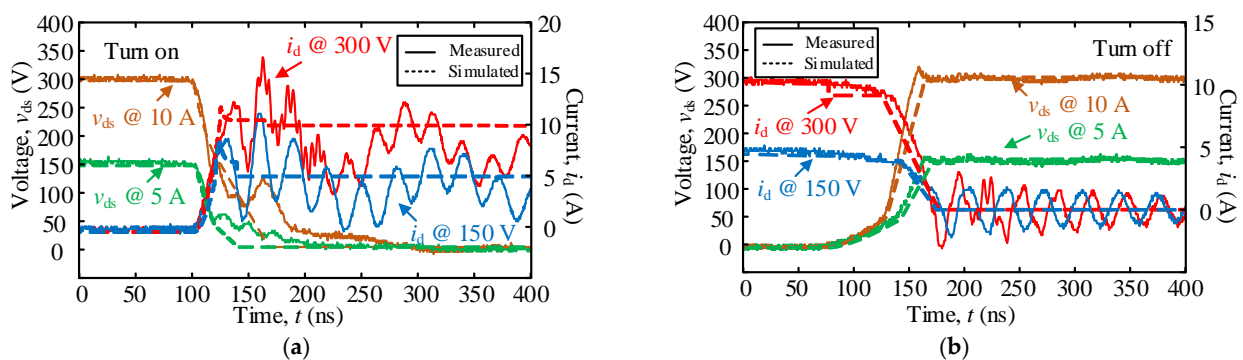 400
350
300
250
200
150
100
50
0
Voltage, vds (V)
Turn on
id @ 300 V
Measured
Simulated
vds @ 10 A
vds @ 5 A
id @ 150 V
20
15
10
5
0
Current, id (A)
0 50 100 150 200 250 300 350 400
Time, t (ns)
(a)
400
350
300
250
200
150
100
50
0
Voltage, vds (V)
Measured
Simulated
Turn off
id @ 300 V
vds @ 10 A
vds @ 5 A
id @ 150 V
15
10
5
0
Current, id (A)
0 50 100 150 200 250 300 350 400
Time, t (ns)
(b)